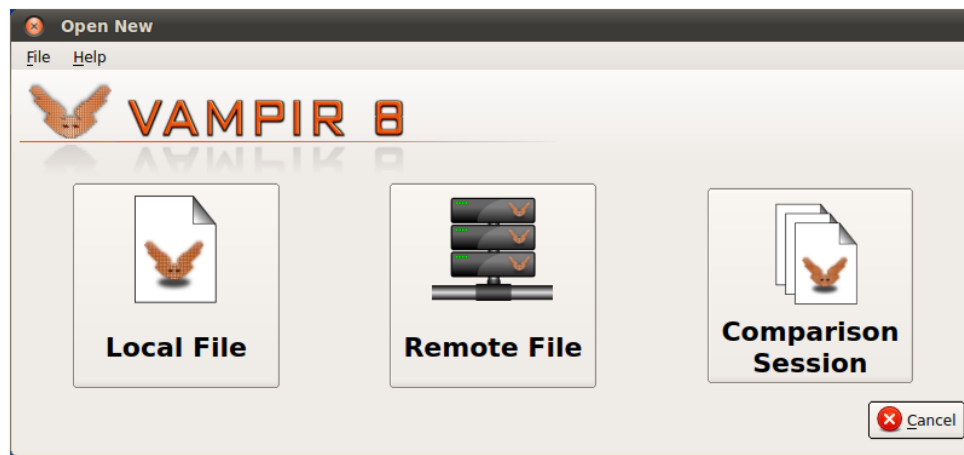 Open New
File Help
VAMPIR 8
Local File
Remote File
Comparison
Session
Cancel